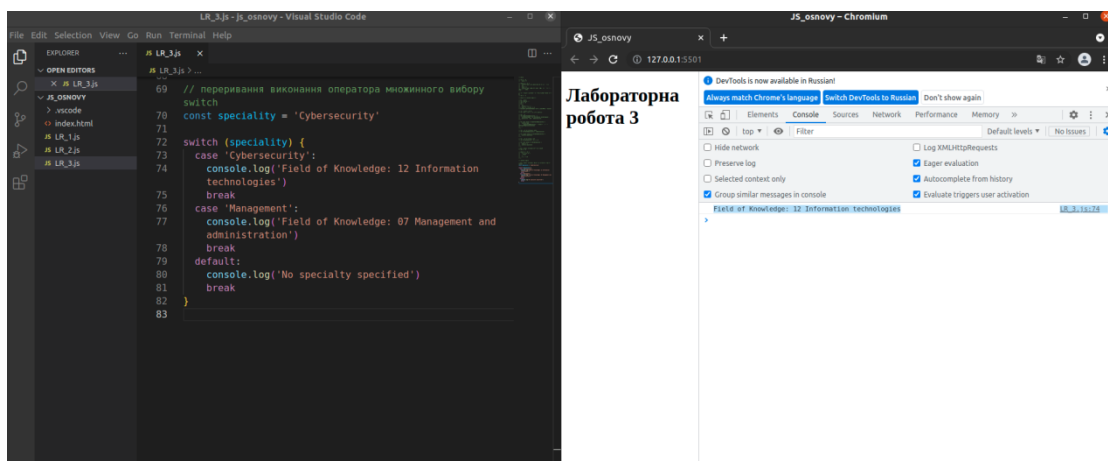 LR_3.js - js_osnovy - Visual Studio Code
File Edit Selection View Go Run Terminal Help
EXPLORER
OPEN EDITORS
JS LR_3.js
JS_OSNOVY
.vscode
index.html
JS LR_1.js
JS LR_2.js
JS LR_3.js
JS LR_3.js
JS LR_3.js > ...
69 // переривання виконання оператора множинного вибору
switch
70 const speciality = 'Cybersecurity'
71
72 switch (speciality) {
73 case 'Cybersecurity':
74 console.log('Field of Knowledge: 12 Information
technologies')
75 break
76 case 'Management':
77 console.log('Field of Knowledge: 07 Management and
administration')
78 break
79 default:
80 console.log('No specialty specified')
81 break
82 }
83
JS_osnovy – Chromium
JS_osnovy
127.0.0.1:5501
Лабораторна
робота 3
DevTools is now available in Russian!
Always match Chrome's language Switch DevTools to Russian Don't show again
Elements Console Sources Network Performance Memory »
top ▾ Filter Default levels ▾ No Issues
Hide network Log XMLHttpRequests
Preserve log Eager evaluation
Selected context only Autocomplete from history
Group similar messages in console Evaluate triggers user activation
Field of Knowledge: 12 Information technologies LR_3.js:74
>